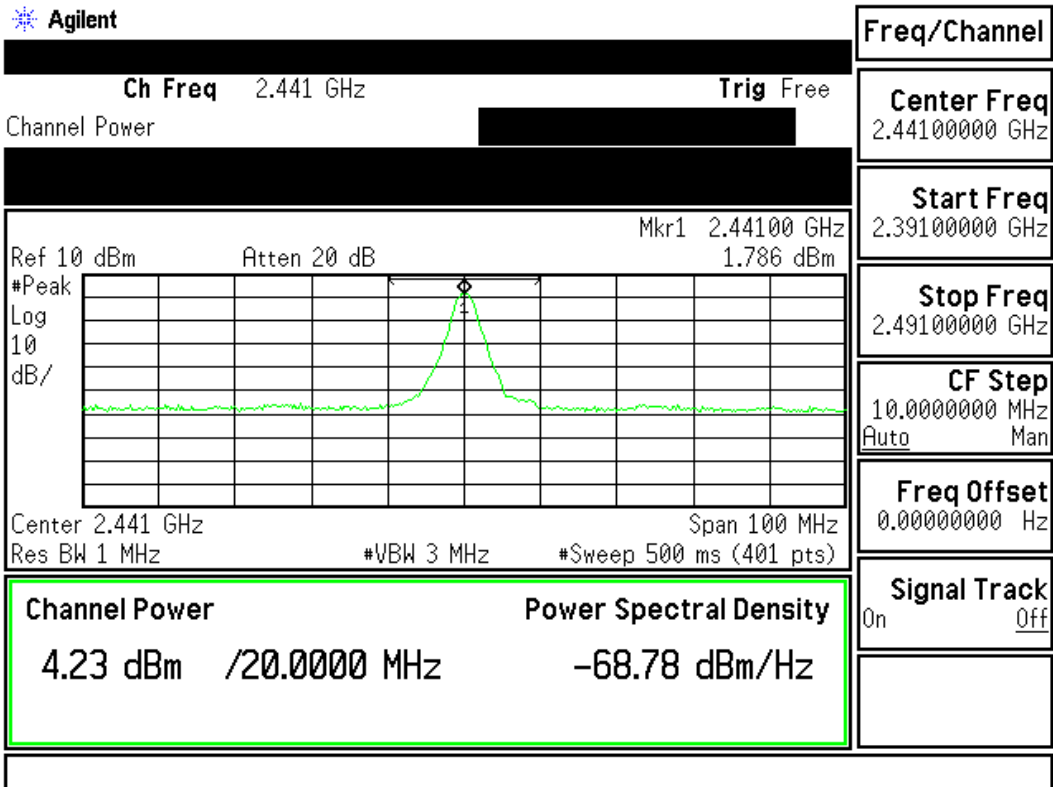 Agilent
Freq/Channel
Ch Freq 2.441 GHz Trig Free
Channel Power
Center Freq
2.44100000 GHz
Start Freq
2.39100000 GHz
Stop Freq
2.49100000 GHz
CF Step
10.0000000 MHz
Auto Man
Freq Offset
0.00000000 Hz
Signal Track
On Off
Mkr1 2.44100 GHz
Ref 10 dBm Atten 20 dB 1.786 dBm
#Peak
Log
10
dB/
1
Center 2.441 GHz Span 100 MHz
Res BW 1 MHz #VBW 3 MHz #Sweep 500 ms (401 pts)
Channel Power Power Spectral Density
4.23 dBm /20.0000 MHz -68.78 dBm/Hz